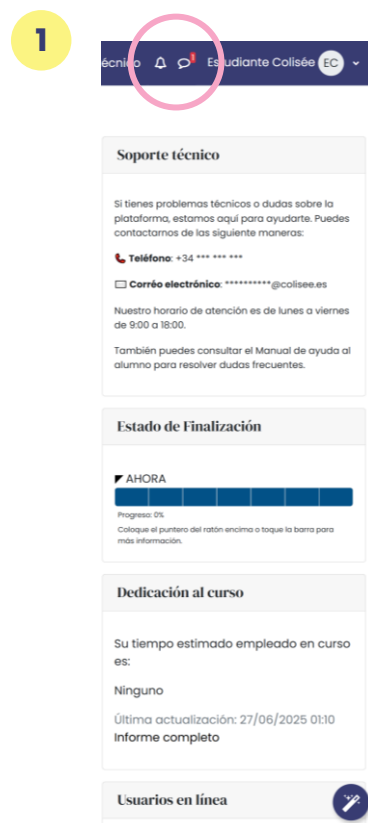 1
écnico
Estudiante Colisée EC
Soporte técnico
Si tienes problemas técnicos o dudas sobre la
plataforma, estamos aquí para ayudarte. Puedes
contactarnos de las siguiente maneras:
Teléfono: +34 *** *** ***
Corréo electrónico: **********@colisee.es
Nuestro horario de atención es de lunes a viernes
de 9:00 a 18:00.
También puedes consultar el Manual de ayuda al
alumno para resolver dudas frecuentes.
Estado de Finalización
AHORA
Progreso: 0%
Coloque el puntero del ratón encima o toque la barra para
más información.
Dedicación al curso
Su tiempo estimado empleado en curso
es:
Ninguno
Última actualización: 27/06/2025 01:10
Informe completo
Usuarios en línea